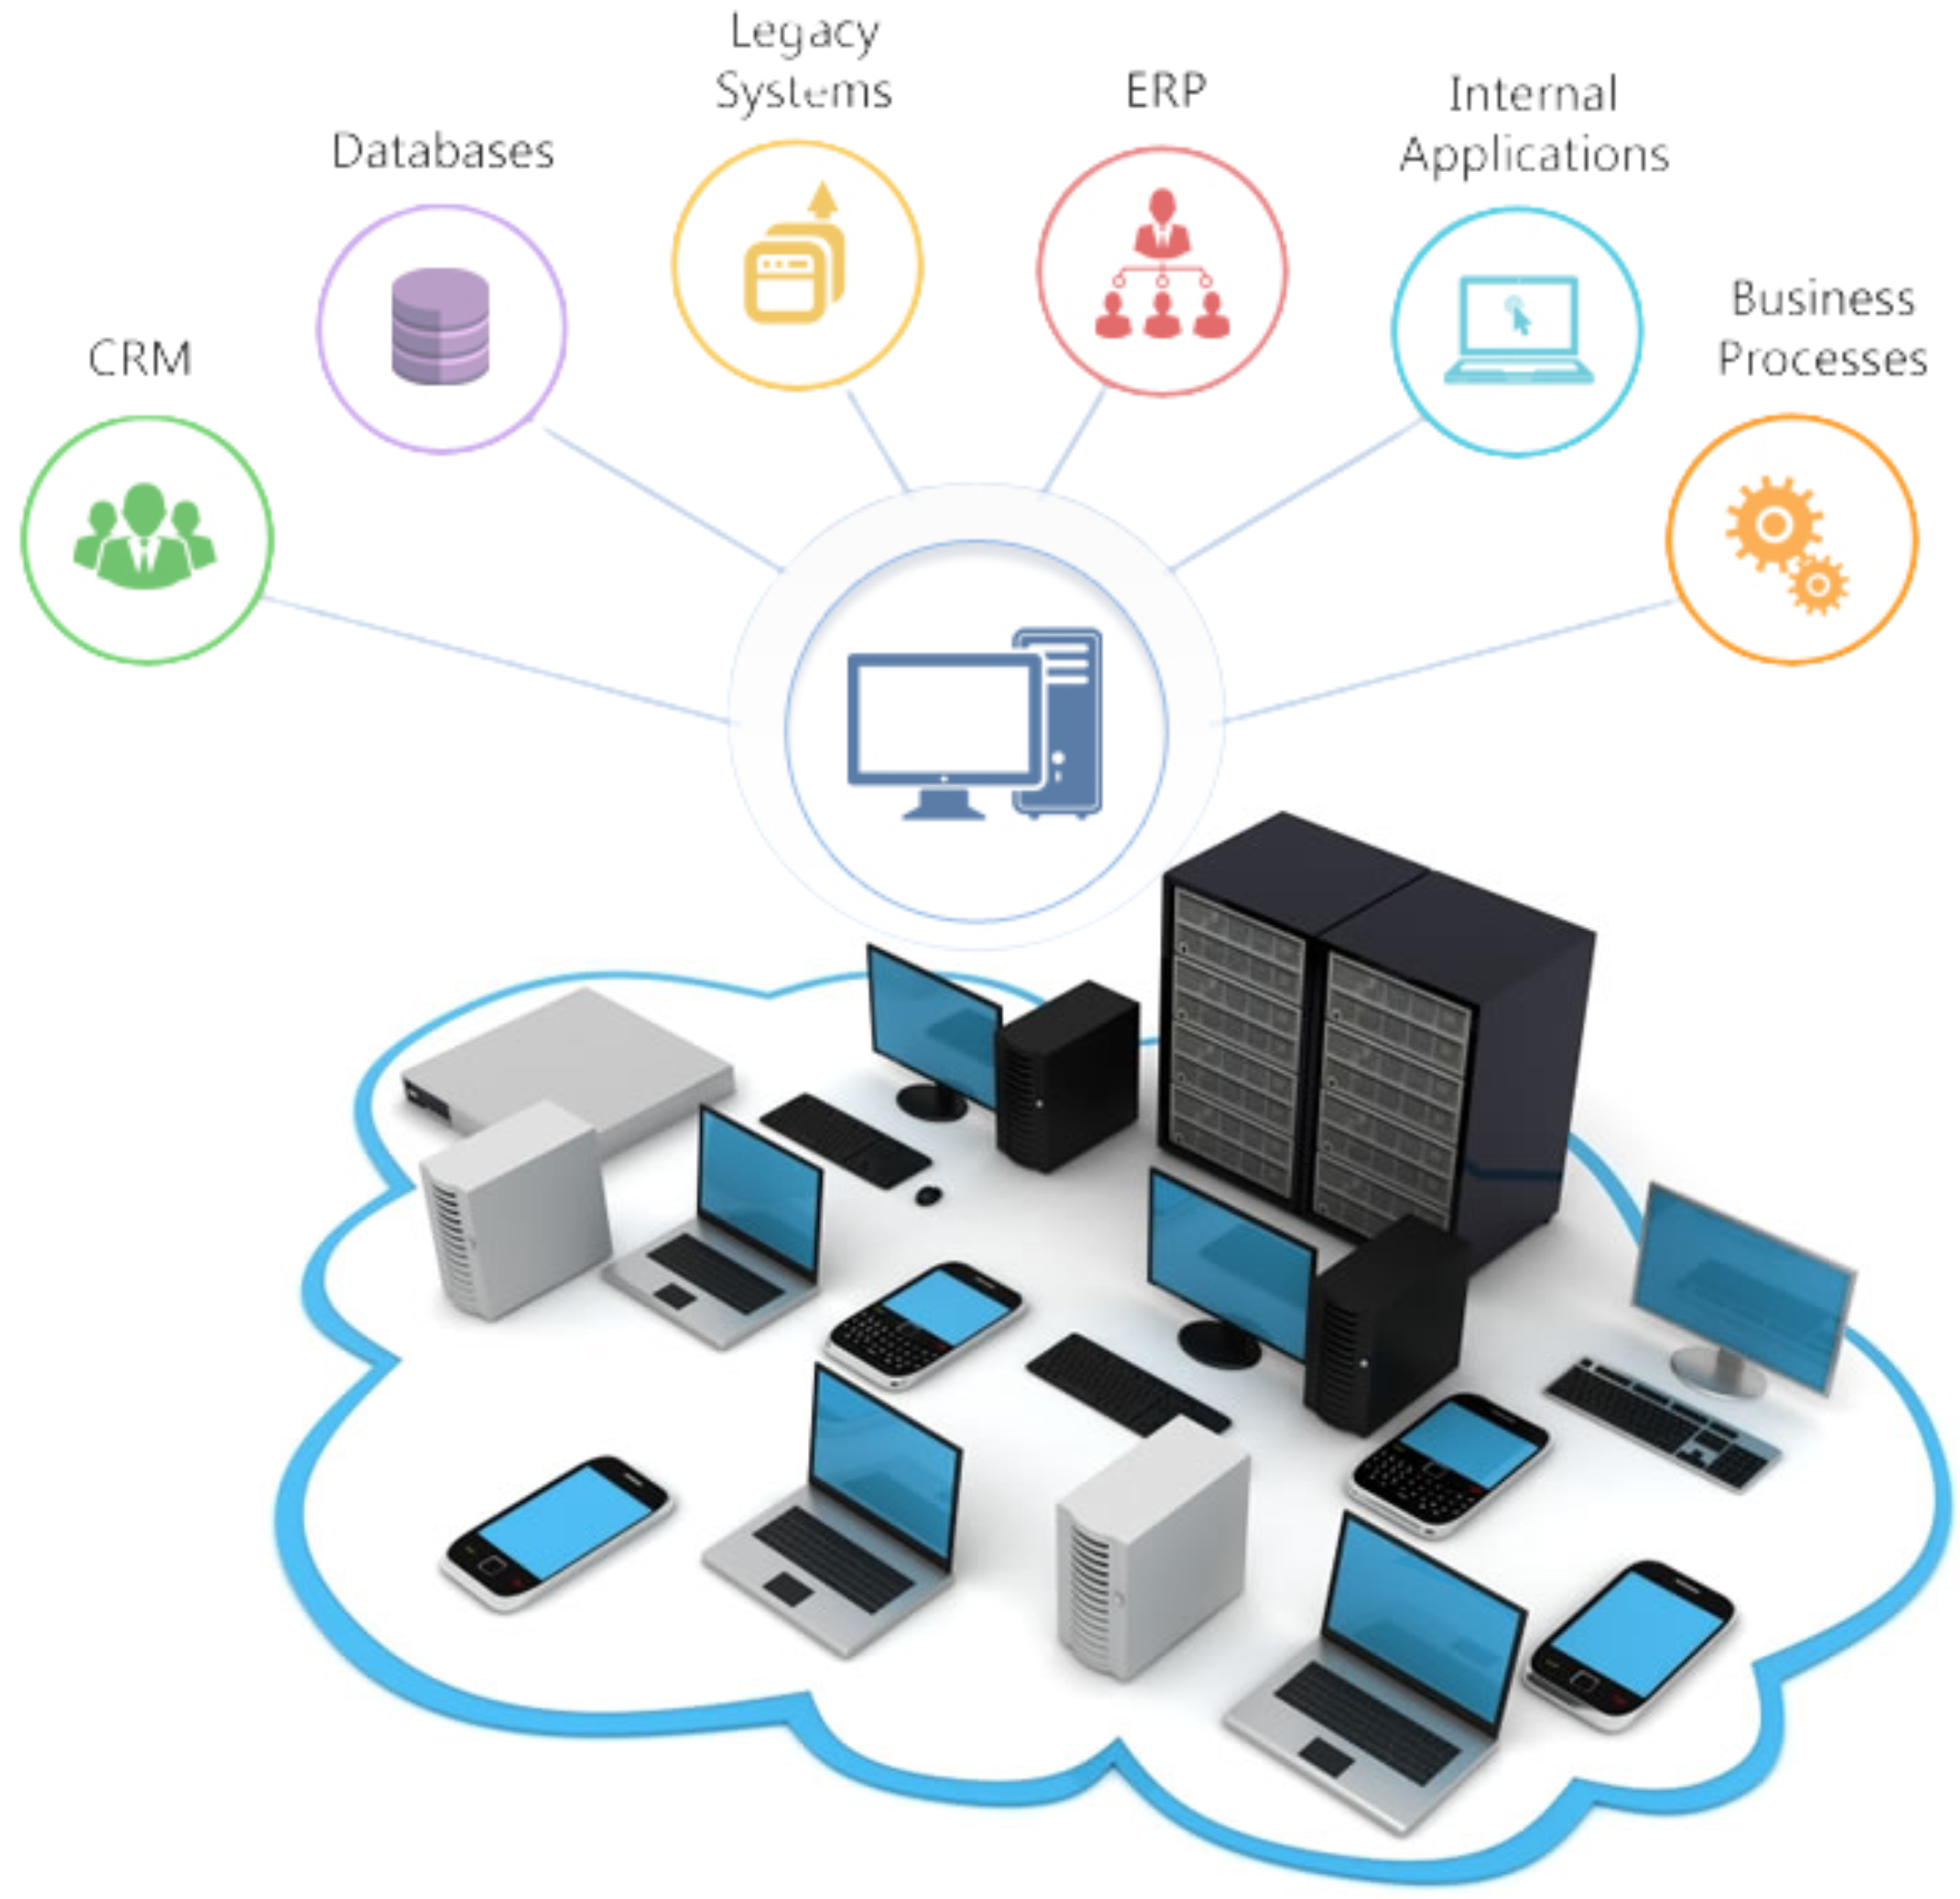 CRM
Databases
Legacy
Systems
ERP
Internal
Applications
Business
Processes